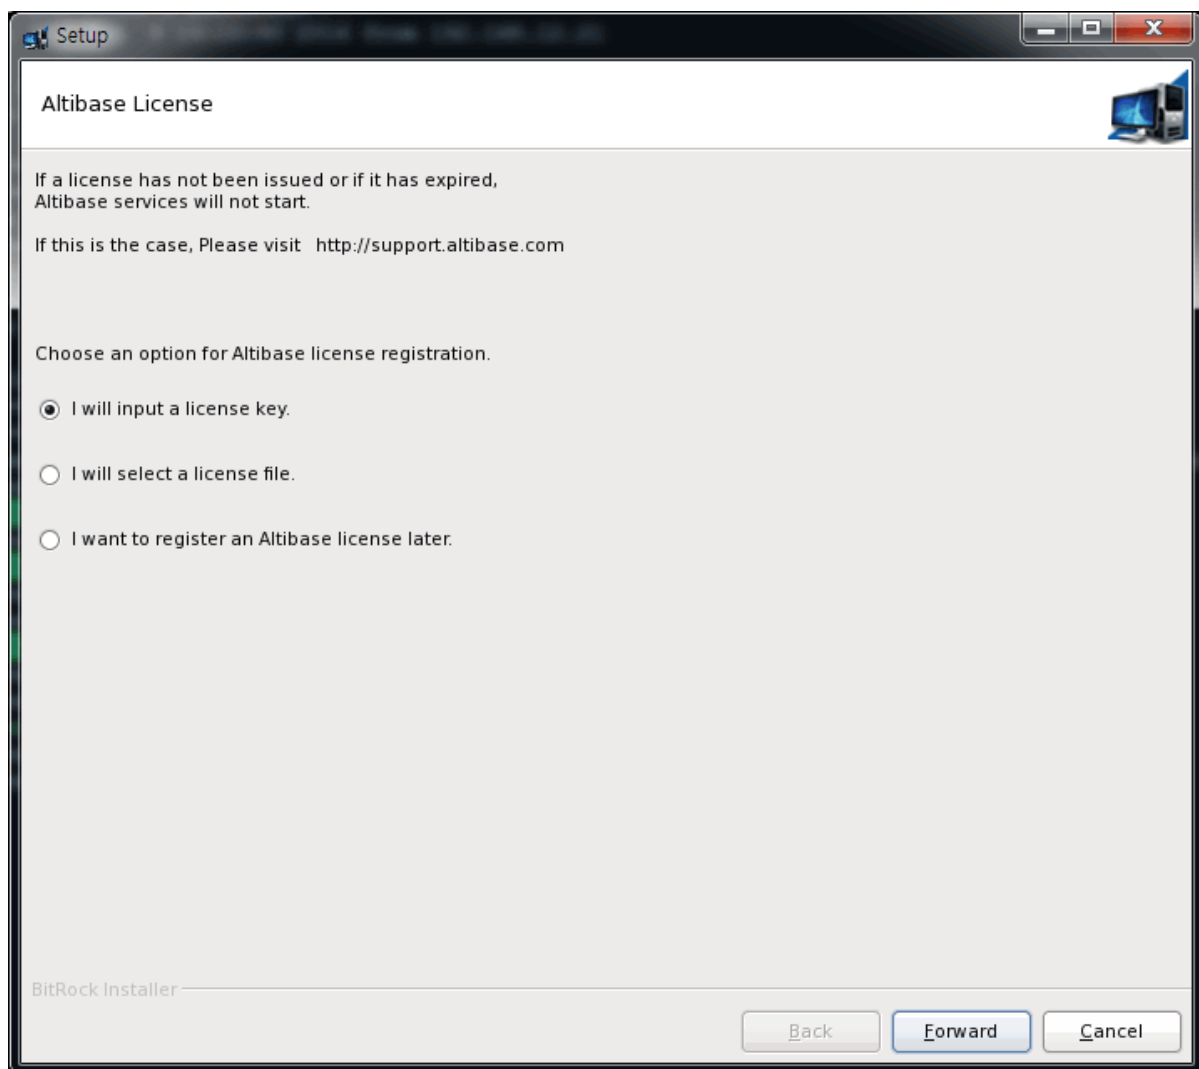 Setup
Altibase License
If a license has not been issued or if it has expired,
Altibase services will not start.
If this is the case, Please visit http://support.altibase.com
Choose an option for Altibase license registration.
I will input a license key.
I will select a license file.
I want to register an Altibase license later.
BitRock Installer
Back Forward Cancel